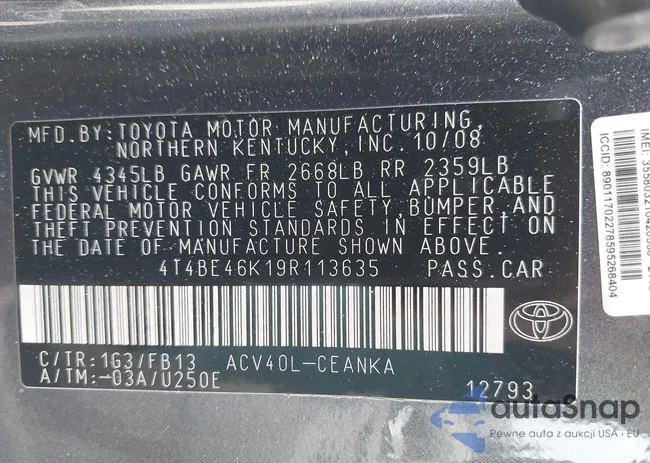 MFD.BY:TOYOTA MOTOR MANUFACTURING,
NORTHERN KENTUCKY,INC.10/08
GVWR 4345LB GAWR FR 2668LB RR 2359LB
THIS VEHICLE CONFORMS TO ALL APPLICABLE
FEDERAL MOTOR VEHICLE SAFETY,BUMPER,AND
THEFT PREVENTION STANDARDS IN EFFECT ON
THE DATE OF MANUFACTURE SHOWN ABOVE.
4T4BE46K19R113635 PASS.CAR
C/TR:1G3/FB13 ACV40L-CEANKA
A/TM:-03A/U250E 12793
ICCID: 89011702278595268404
autaSnap
Pewne auta z aukcji USA i EU